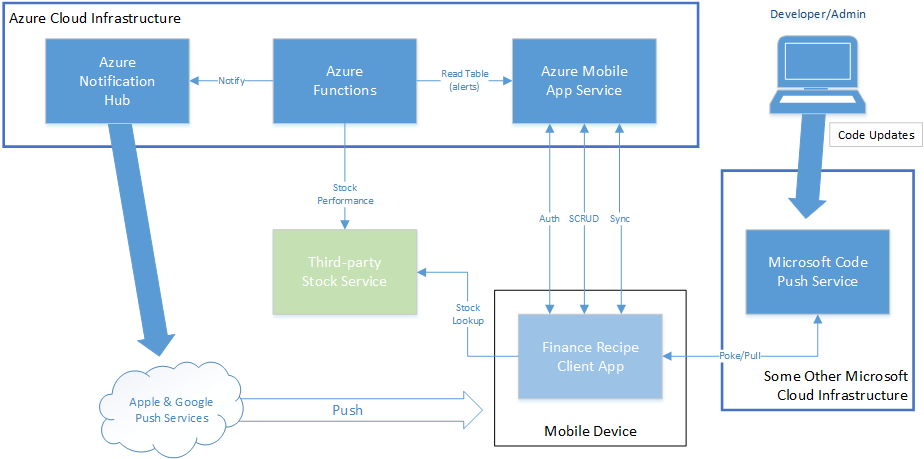 Azure Cloud Infrastructure
Developer/Admin
Azure
Notification
Hub
Notify
Azure
Functions
Read Table
(alerts)
Azure Mobile
App Service
Code Updates
Stock
Performance
Auth
SCRUD
Sync
Third-party
Stock Service
Microsoft Code
Push Service
Stock
Lookup
Finance Recipe
Client App
Poke/Pull
Some Other Microsoft
Cloud Infrastructure
Apple & Google
Push Services
Push
Mobile Device